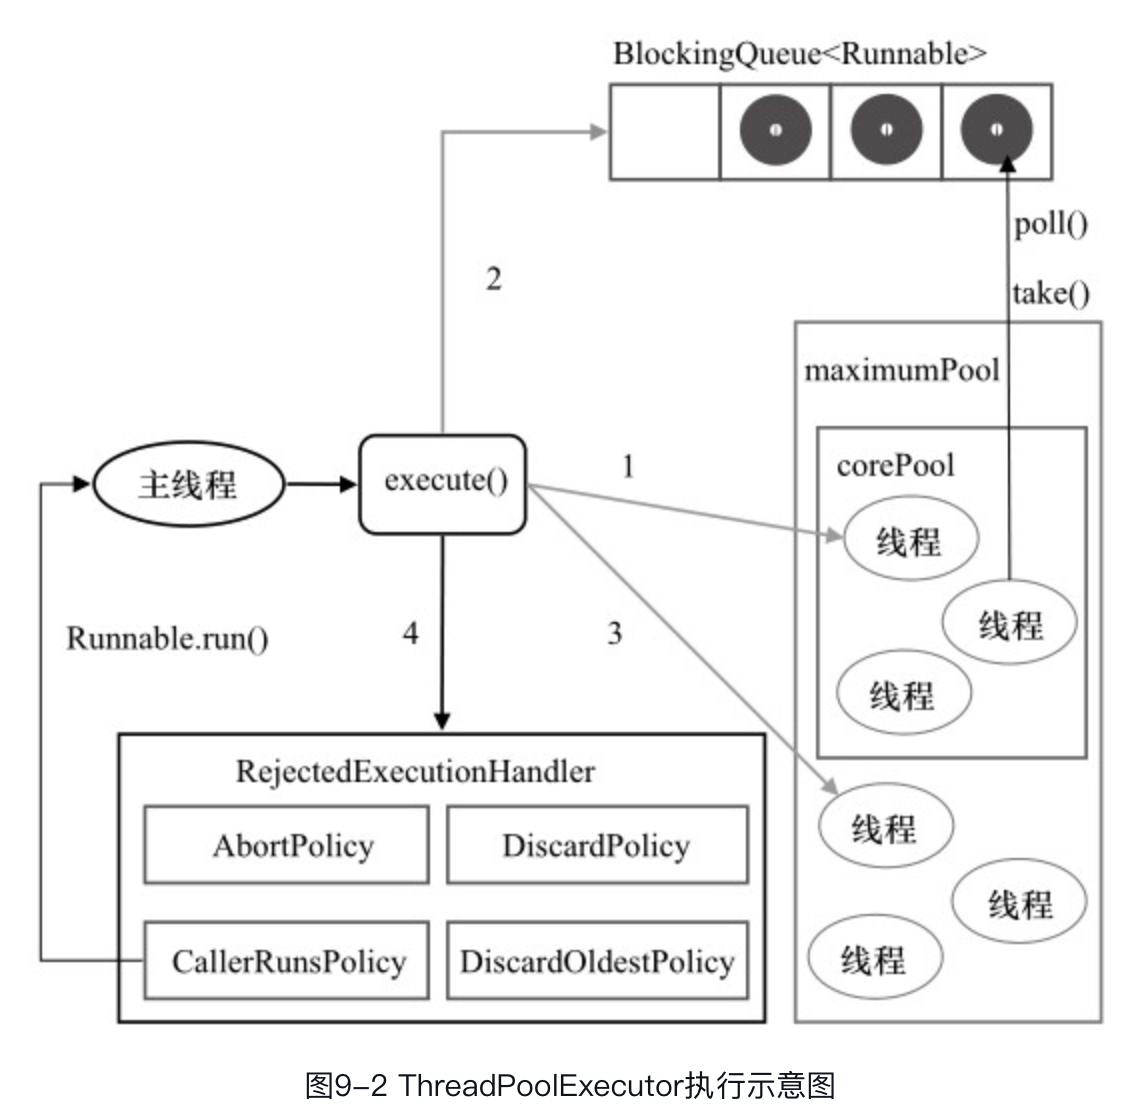 BlockingQueue<Runnable>
poll()
2
take()
maximumPool
1
corePool
主线程
execute()
线程
线程
Runnable.run()
4
3
线程
RejectedExecutionHandler
AbortPolicy
DiscardPolicy
线程
线程
CallerRunsPolicy
DiscardOldestPolicy
线程
图9-2 ThreadPoolExecutor执行示意图